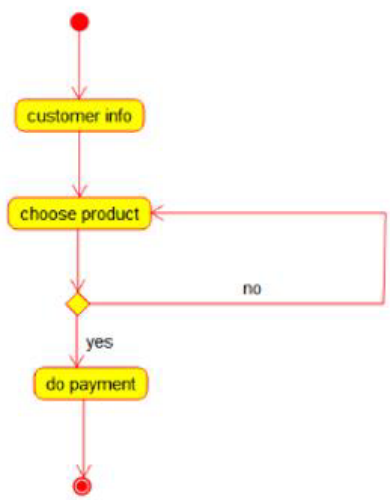 customer info
choose product
no
yes
do payment